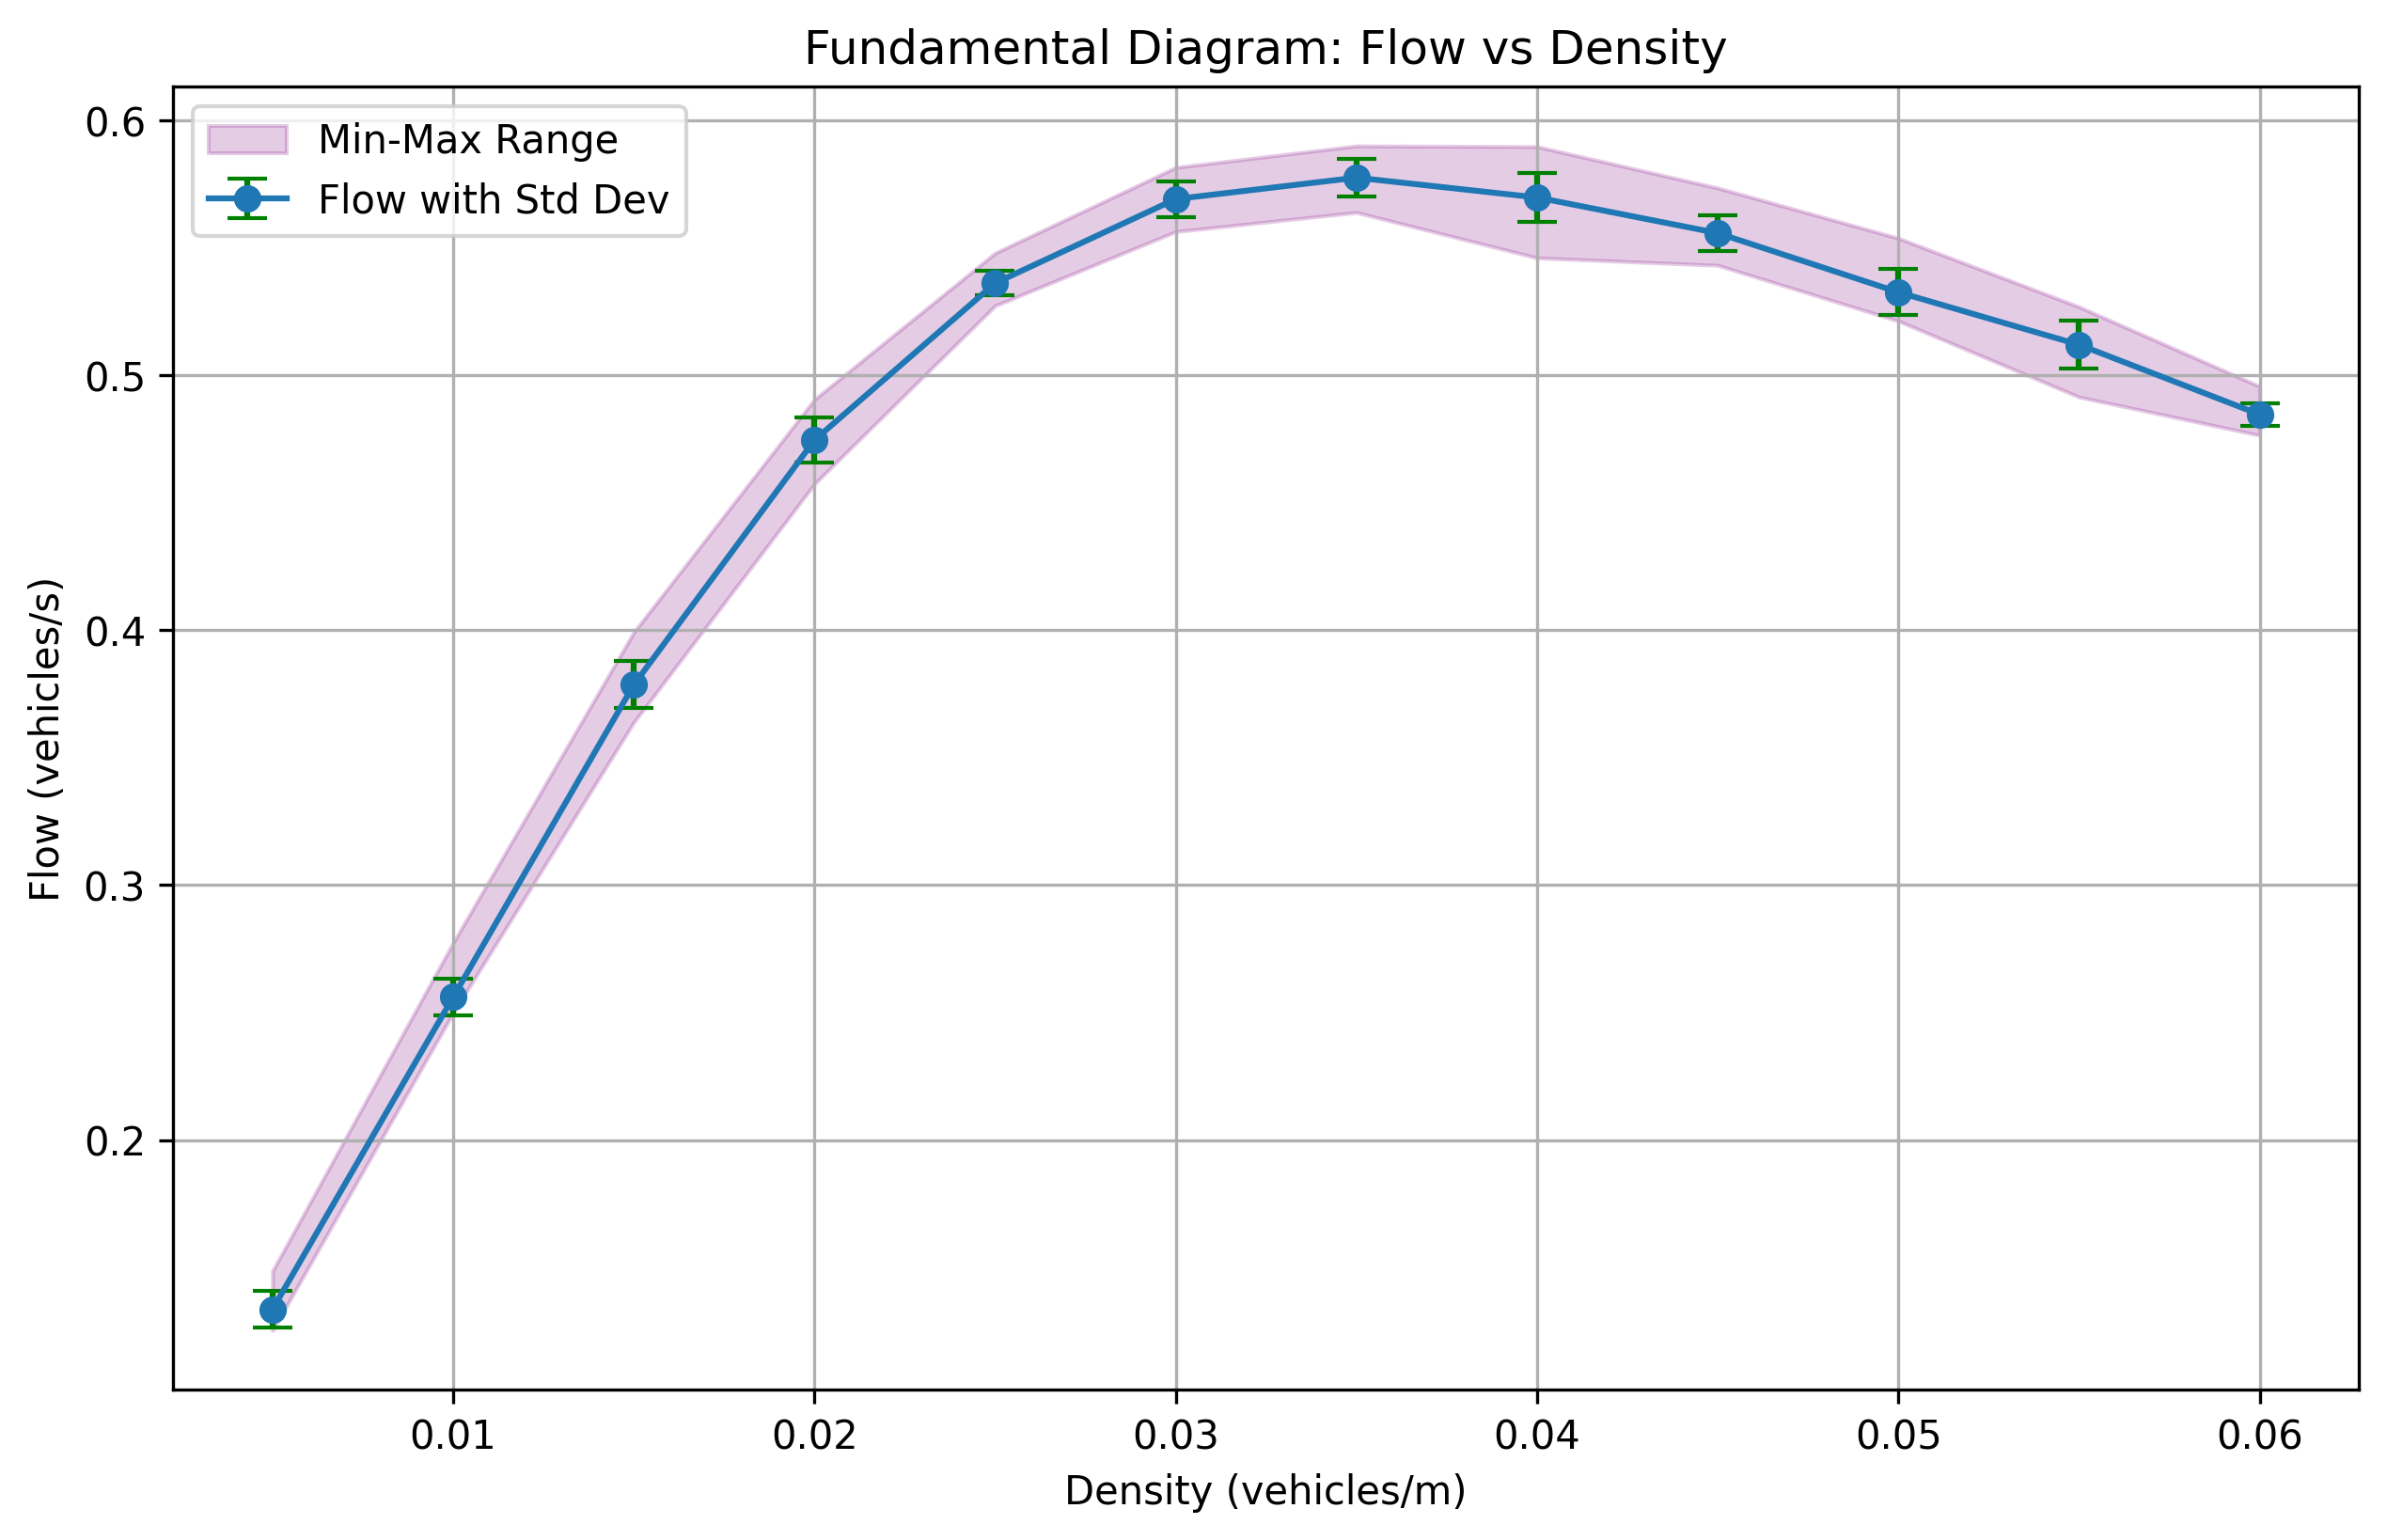 Fundamental Diagram: Flow vs Density
Min-Max Range
Flow with Std Dev
Flow (vehicles/s)
0.6
0.5
0.4
0.3
0.2
0.01 0.02 0.03 0.04 0.05 0.06
Density (vehicles/m)